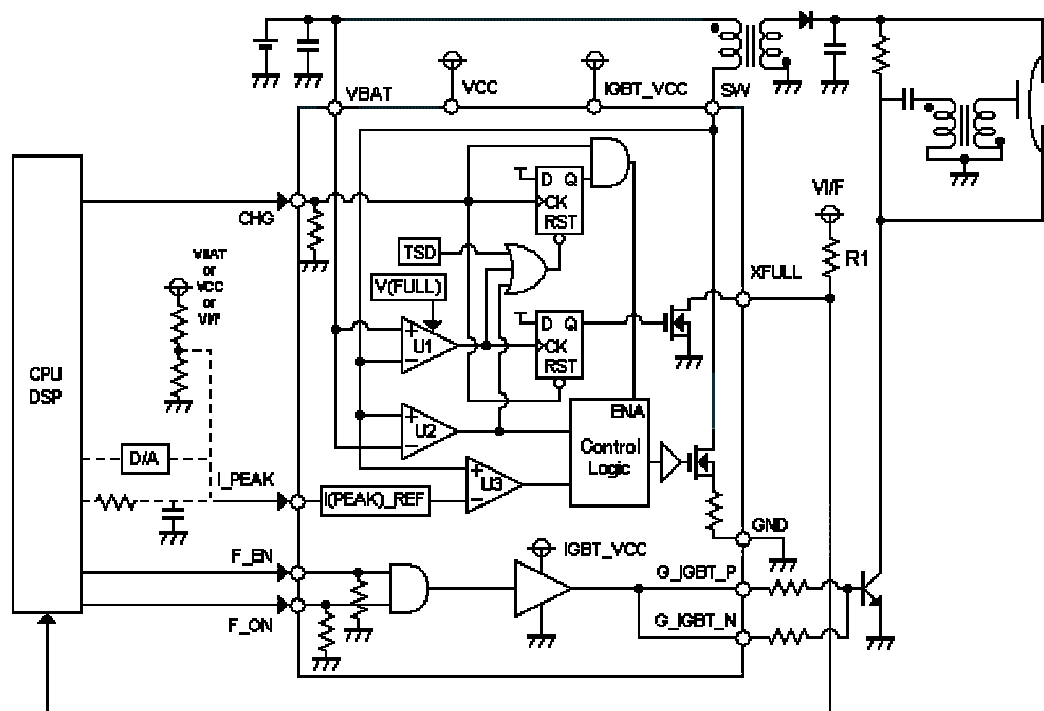 VBAT
VCC
IGBT_VCC
SW
CHG
D Q
CK
RST
TSD
V(FULL)
VI/F
R1
XFULL
VBAT
or
VCC
or
VI/F
+
U1
−
D Q
CK
RST
CPU
DSP
D/A
+
U2
−
ENA
Control
Logic
I_PEAK
I(PEAK)_REF
+
U3
−
GND
F_EN
IGBT_VCC
G_IGBT_P
F_ON
G_IGBT_N